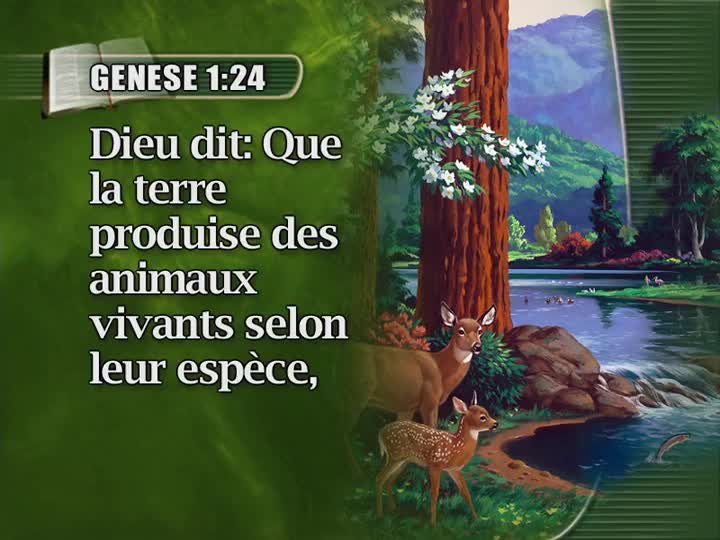 GENESE 1:24
Dieu dit: Que
la terre
produise des
animaux
vivants selon
leur espèce,